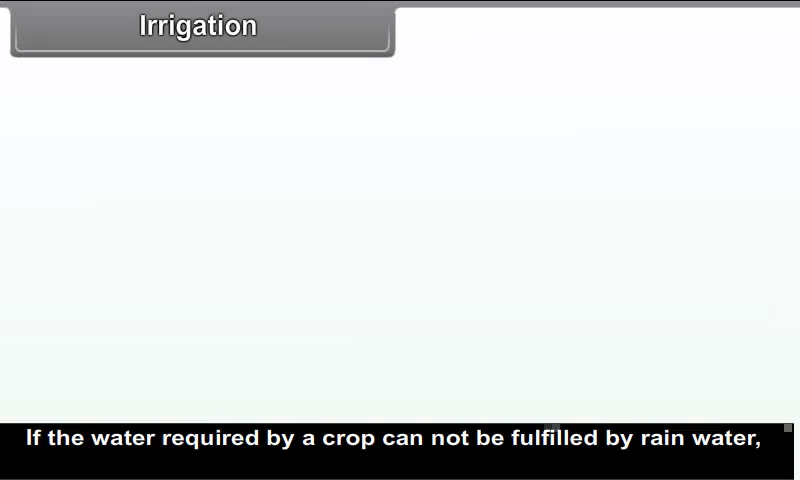 Irrigation
If the water required by a crop can not be fulfilled by rain water,